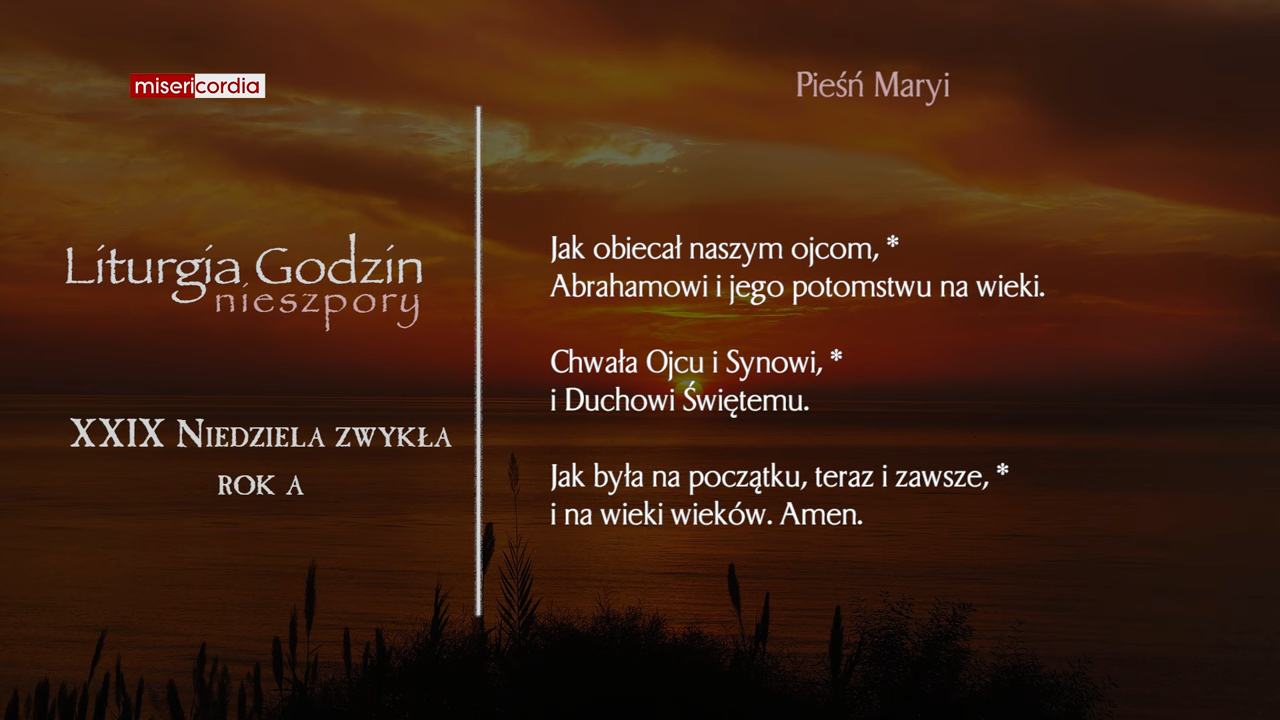 misericordia
Pieśń Maryi
Liturgia Godzin
nieszpory
XXIX Niedziela zwykła
rok A
Jak obiecał naszym ojcom, *
Abrahamowi i jego potomstwu na wieki.
Chwała Ojcu i Synowi, *
i Duchowi Świętemu.
Jak była na początku, teraz i zawsze, *
i na wieki wieków. Amen.